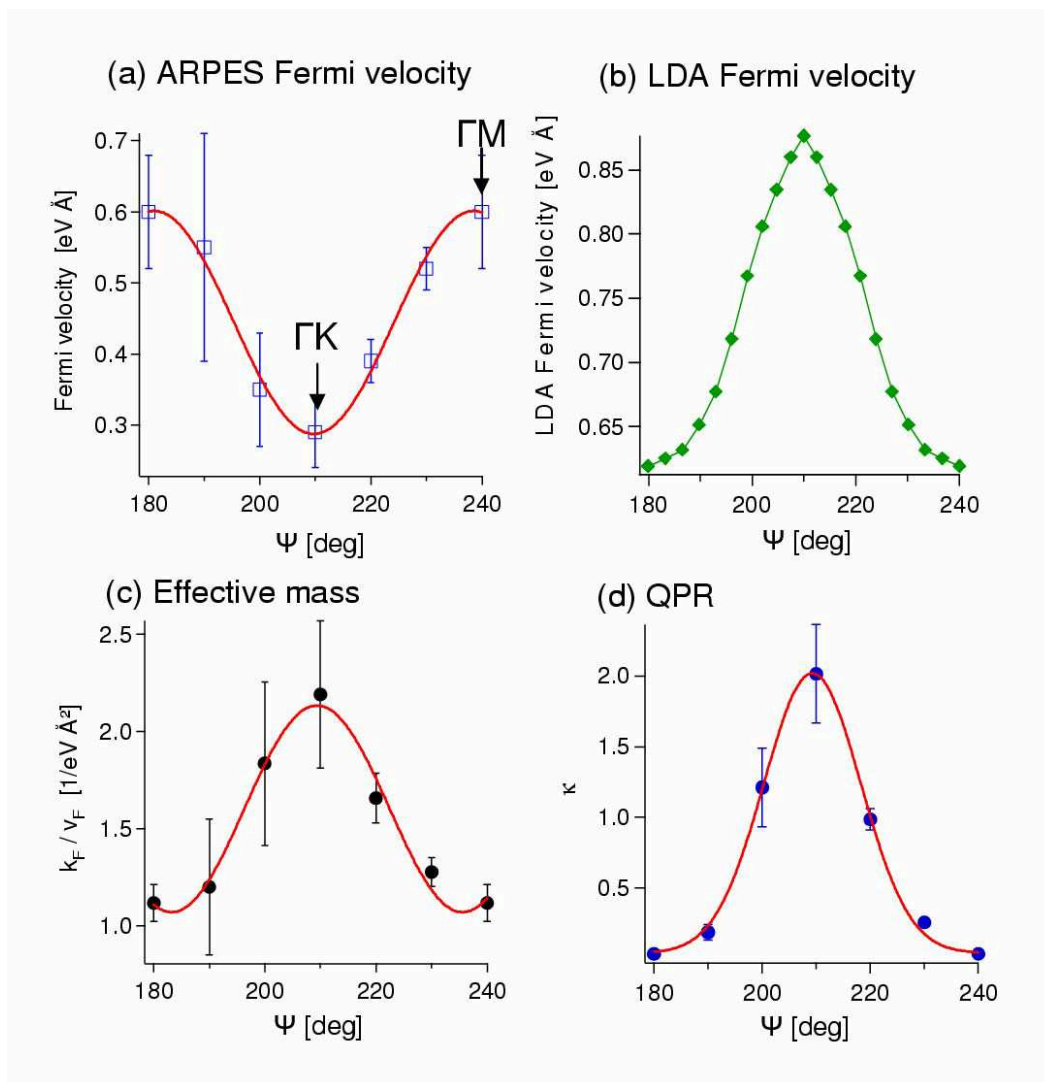 (a) ARPES Fermi velocity
Fermi velocity [eV Å]
0.7
0.6
0.5
0.4
0.3
ΓK
ΓM
180
200
220
240
Ψ [deg]
(b) LDA Fermi velocity
LDA Fermi velocity [eV Å]
0.85
0.80
0.75
0.70
0.65
180
200
220
240
Ψ [deg]
(c) Effective mass
k_F / v_F [1/eV Å²]
2.5
2.0
1.5
1.0
180
200
220
240
Ψ [deg]
(d) QPR
κ
2.0
1.5
1.0
0.5
180
200
220
240
Ψ [deg]